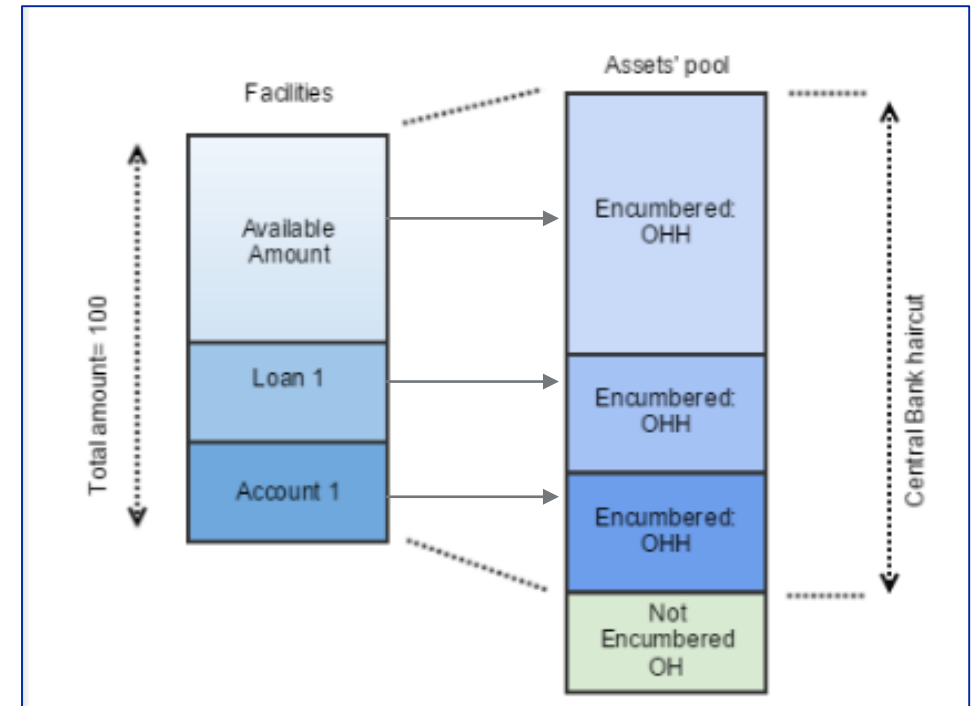 Assets' pool
Facilities
Total amount= 100
Available
Amount
Loan 1
Account 1
Encumbered:
OHH
Encumbered:
OHH
Encumbered:
OHH
Not
Encumbered
OH
Central Bank haircut